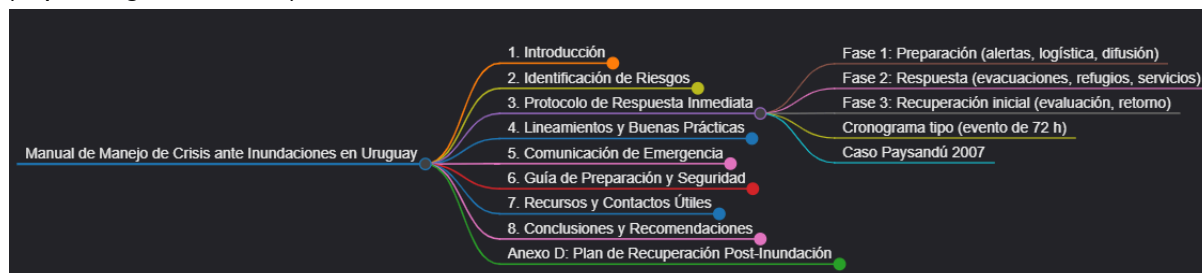 Manual de Manejo de Crisis ante Inundaciones en Uruguay
1. Introducción
2. Identificación de Riesgos
3. Protocolo de Respuesta Inmediata
4. Lineamientos y Buenas Prácticas
5. Comunicación de Emergencia
6. Guía de Preparación y Seguridad
7. Recursos y Contactos Útiles
8. Conclusiones y Recomendaciones
Anexo D: Plan de Recuperación Post-Inundación
Fase 1: Preparación (alertas, logística, difusión)
Fase 2: Respuesta (evacuaciones, refugios, servicios)
Fase 3: Recuperación inicial (evaluación, retorno)
Cronograma tipo (evento de 72 h)
Caso Paysandú 2007